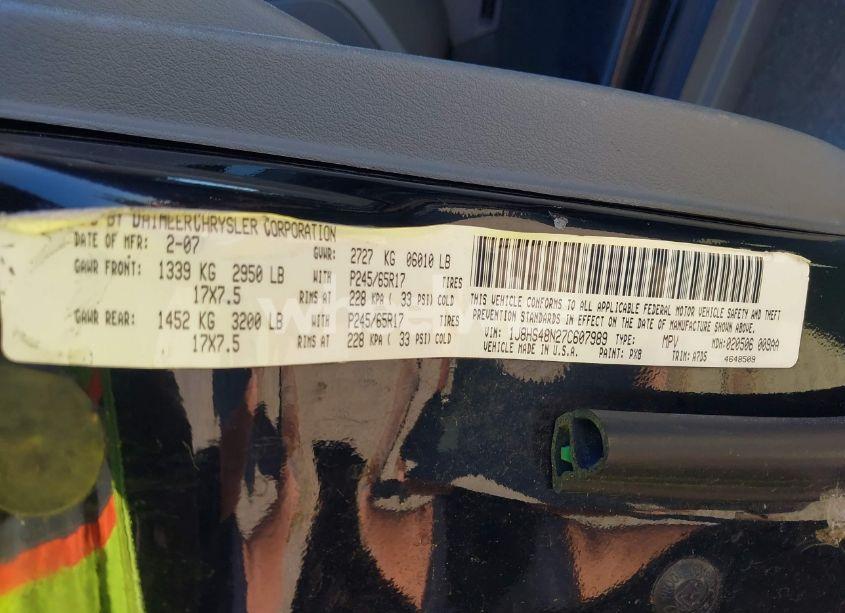 BY DAIMLERCHRYSLER CORPORATION
DATE OF MFR: 2-07 GVWR: 2727 KG 06010 LB
GAWR FRONT: 1339 KG 2950 LB WITH P245/65R17 TIRES
17X7.5 RIMS AT 228 KPA ( 33 PSI) COLD
GAWR REAR: 1452 KG 3200 LB WITH P245/65R17 TIRES
17X7.5 RIMS AT 228 KPA ( 33 PSI) COLD
THIS VEHICLE CONFORMS TO ALL APPLICABLE FEDERAL MOTOR VEHICLE SAFETY AND THEFT
PREVENTION STANDARDS IN EFFECT ON THE DATE OF MANUFACTURE SHOWN ABOVE.
VIN: 1J8HS48N27C607989 TYPE: MPV MDH:020506 009AA
VEHICLE MADE IN U.S.A. PAINT: PX8 TRIM: A7D5 4648509